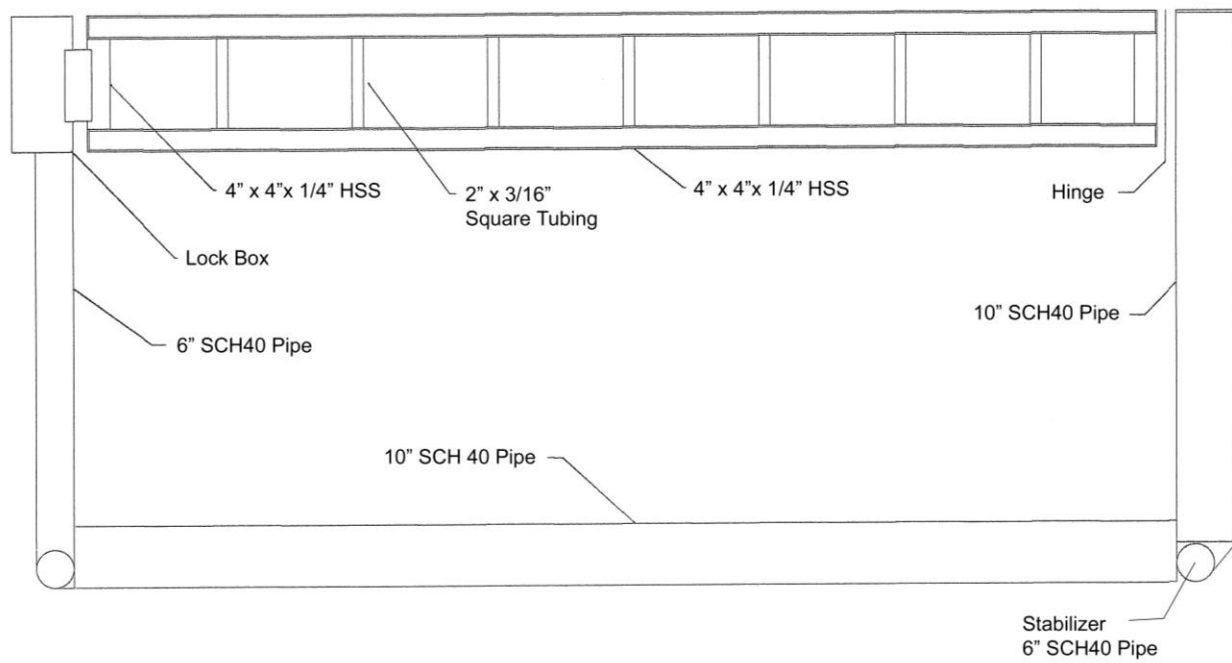 4” x 4”x 1/4” HSS
2” x 3/16”
Square Tubing
4” x 4”x 1/4” HSS
Hinge
Lock Box
10” SCH40 Pipe
6” SCH40 Pipe
10” SCH 40 Pipe
Stabilizer
6” SCH40 Pipe